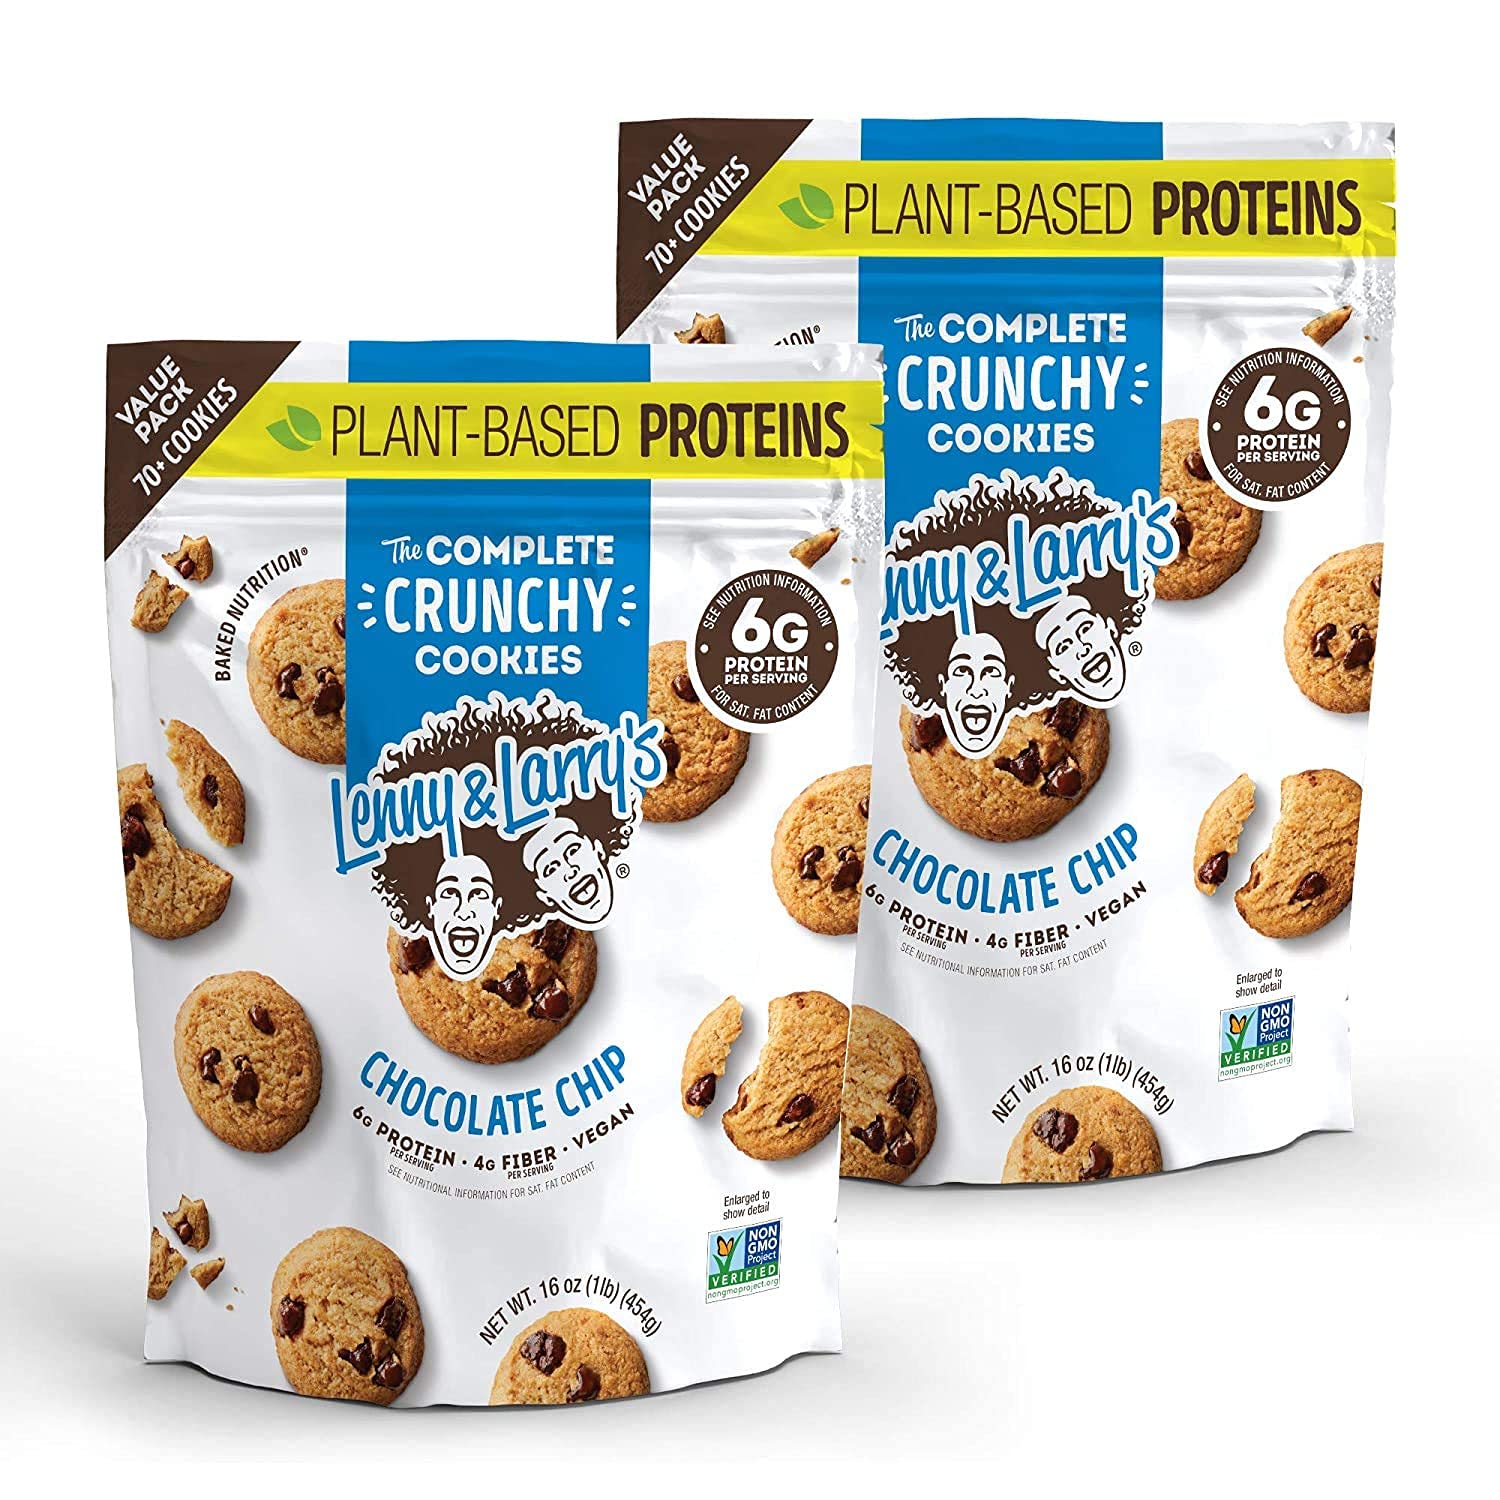 VALUE
PACK
70+ COOKIES
PLANT-BASED PROTEINS
The COMPLETE
CRUNCHY
COOKIES
BAKED NUTRITION®
SEE NUTRITION INFORMATION
6G
PROTEIN
PER SERVING
FOR SAT. FAT CONTENT
Lenny & Larry's
®
CHOCOLATE CHIP
6G PROTEIN PER SERVING · 4G FIBER PER SERVING · VEGAN
SEE NUTRITIONAL INFORMATION FOR SAT. FAT CONTENT
Enlarged to
show detail
NON
GMO
Project
VERIFIED
nongmoproject.org
NET WT. 16 oz (1lb) (454g)
VALUE
PACK
70+ COOKIES
PLANT-BASED PROTEINS
The COMPLETE
CRUNCHY
COOKIES
ION®
SEE NUTRITION INFORMATION
6G
PROTEIN
PER SERVING
FOR SAT. FAT CONTENT
Lenny & Larry's
®
CHOCOLATE CHIP
6G PROTEIN PER SERVING · 4G FIBER PER SERVING · VEGAN
SEE NUTRITIONAL INFORMATION FOR SAT. FAT CONTENT
Enlarged to
show detail
NON
GMO
Project
VERIFIED
nongmoproject.org
NET WT. 16 oz (1lb) (454g)